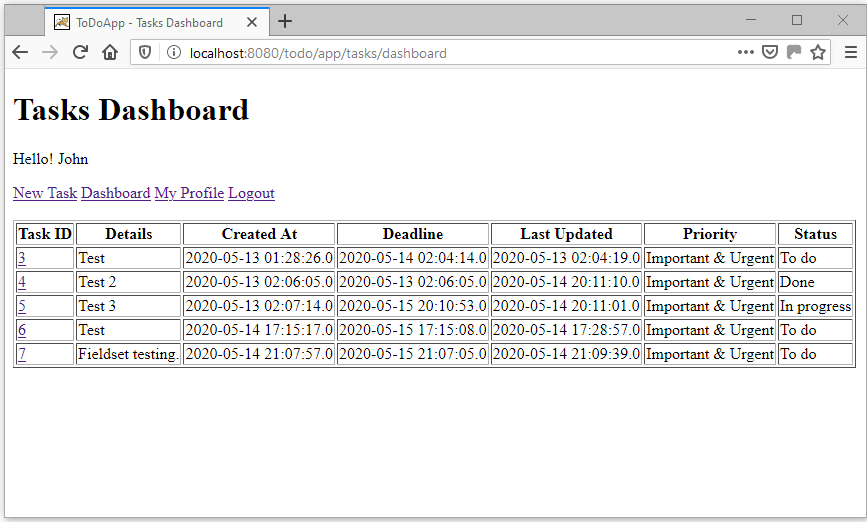 ToDoApp - Tasks Dashboard
localhost:8080/todo/app/tasks/dashboard
Tasks Dashboard
Hello! John
New Task Dashboard My Profile Logout
Task ID Details Created At Deadline Last Updated Priority Status
3 Test 2020-05-13 01:28:26.0 2020-05-14 02:04:14.0 2020-05-13 02:04:19.0 Important & Urgent To do
4 Test 2 2020-05-13 02:06:05.0 2020-05-13 02:06:05.0 2020-05-14 20:11:10.0 Important & Urgent Done
5 Test 3 2020-05-13 02:07:14.0 2020-05-15 20:10:53.0 2020-05-14 20:11:01.0 Important & Urgent In progress
6 Test 2020-05-14 17:15:17.0 2020-05-15 17:15:08.0 2020-05-14 17:28:57.0 Important & Urgent To do
7 Fieldset testing. 2020-05-14 21:07:57.0 2020-05-15 21:07:05.0 2020-05-14 21:09:39.0 Important & Urgent To do